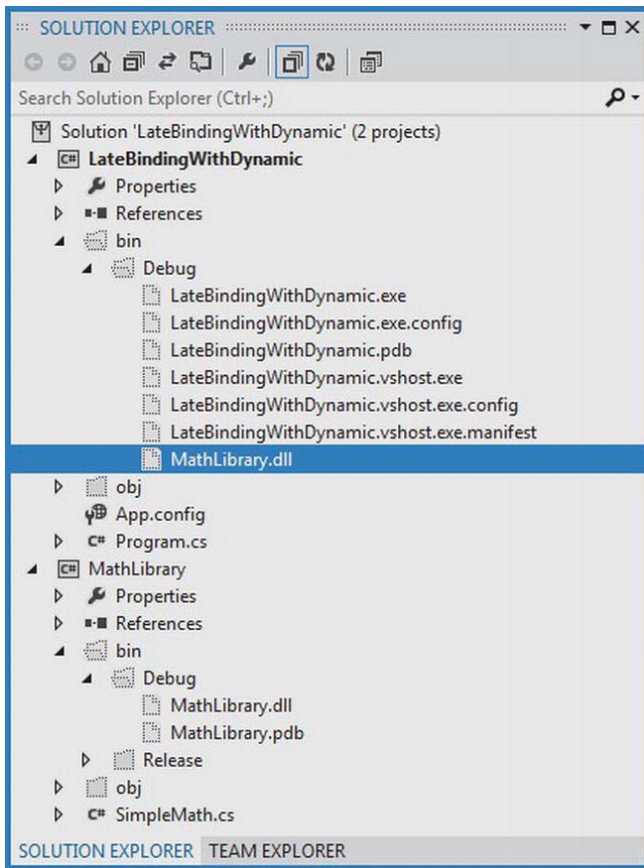 SOLUTION EXPLORER
Search Solution Explorer (Ctrl+;)
Solution 'LateBindingWithDynamic' (2 projects)
C# LateBindingWithDynamic
Properties
References
bin
Debug
LateBindingWithDynamic.exe
LateBindingWithDynamic.exe.config
LateBindingWithDynamic.pdb
LateBindingWithDynamic.vshost.exe
LateBindingWithDynamic.vshost.exe.config
LateBindingWithDynamic.vshost.exe.manifest
MathLibrary.dll
obj
App.config
C# Program.cs
C# MathLibrary
Properties
References
bin
Debug
MathLibrary.dll
MathLibrary.pdb
Release
obj
C# SimpleMath.cs
SOLUTION EXPLORER TEAM EXPLORER